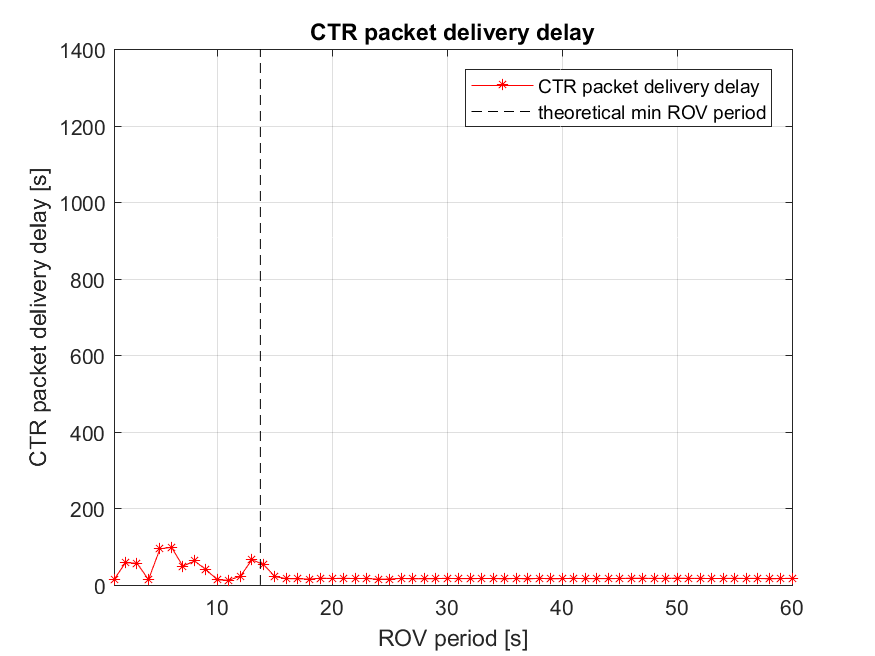 CTR packet delivery delay
1400
1200
1000
800
600
400
200
0
CTR packet delivery delay [s]
CTR packet delivery delay
theoretical min ROV period
10
20
30
40
50
60
ROV period [s]